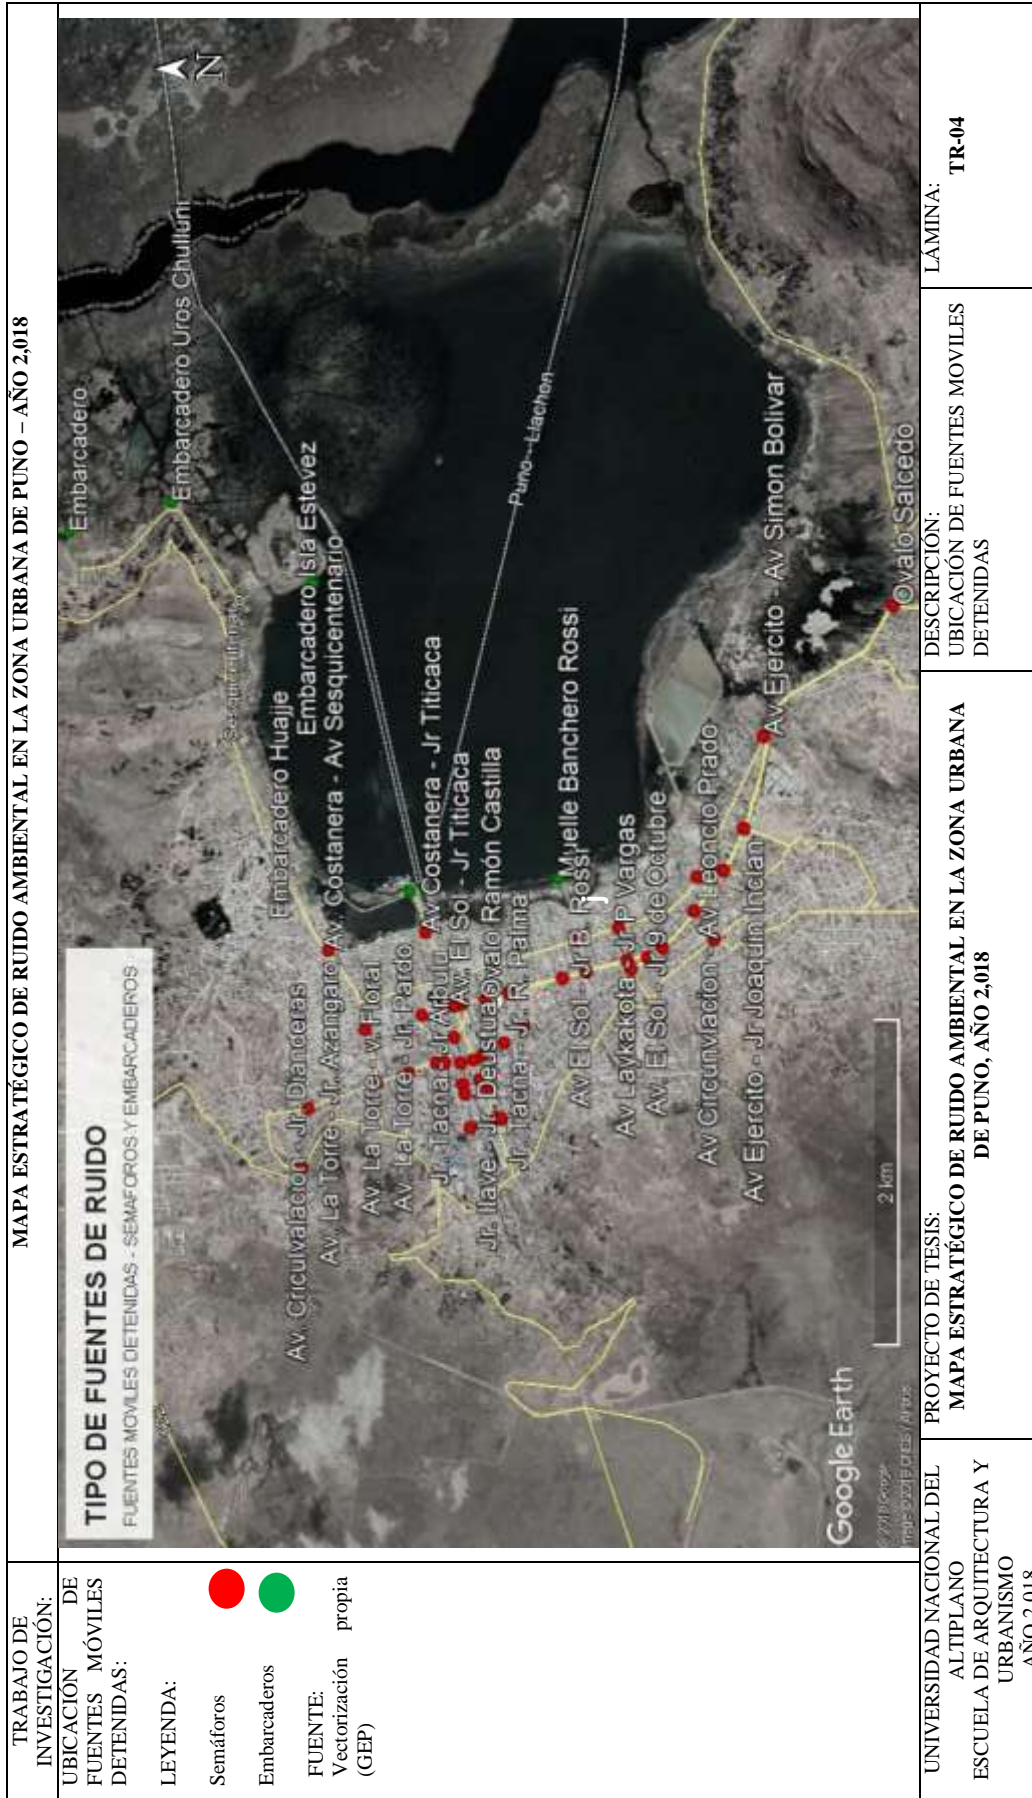 MAPA ESTRATÉGICO DE RUIDO AMBIENTAL EN LA ZONA URBANA DE PUNO – AÑO 2,018
TRABAJO DE
INVESTIGACIÓN:
UBICACIÓN DE
FUENTES MÓVILES
DETENIDAS:
LEYENDA:
Semáforos
Embarcaderos
FUENTE:
Vectorización propia
(GEP)
TIPO DE FUENTES DE RUIDO
FUENTES MOVILES DETENIDAS - SEMAFOROS Y EMBARCADEROS
N
Embarcadero
Embarcadero Uros Chulluni
Embarcadero Isla Estevez
Embarcadero Huajje
Av. Costanera - Av Sesquicentenario
Av. Criculvalacion - Jr. Dianderas
Av. La Torre - Jr. Azangaro
Av. La Torre - v. Floral
Av. La Torre - Jr. Pardo
Av Costanera - Jr Titicaca
Jr. Tacna - Jr Arbulu
Av. El Sol - Jr Titicaca
Jr. Ilave - Jr. Deustua
Ovalo Ramón Castilla
Jr. Tacna - Jr. R. Palma
Puno - Llachon
Muelle Banchero Rossi
Av El Sol - Jr B. Rossi
j
Av Laykakota - J P Vargas
Av. El Sol - Jr 9 de Octubre
Av Circunvlacion - Av Leoncio Prado
Av Ejercito - Jr Joaquin Inclan
Av Ejercito - Av Simon Bolivar
Ovalo Salcedo
2 km
Google Earth
© 2018 Google
UNIVERSIDAD NACIONAL DEL
ALTIPLANO
ESCUELA DE ARQUITECTURA Y
URBANISMO
AÑO 2,018
PROYECTO DE TESIS:
MAPA ESTRATÉGICO DE RUIDO AMBIENTAL EN LA ZONA URBANA
DE PUNO, AÑO 2,018
DESCRIPCIÓN:
UBICACIÓN DE FUENTES MOVILES
DETENIDAS
LÁMINA:
TR-04